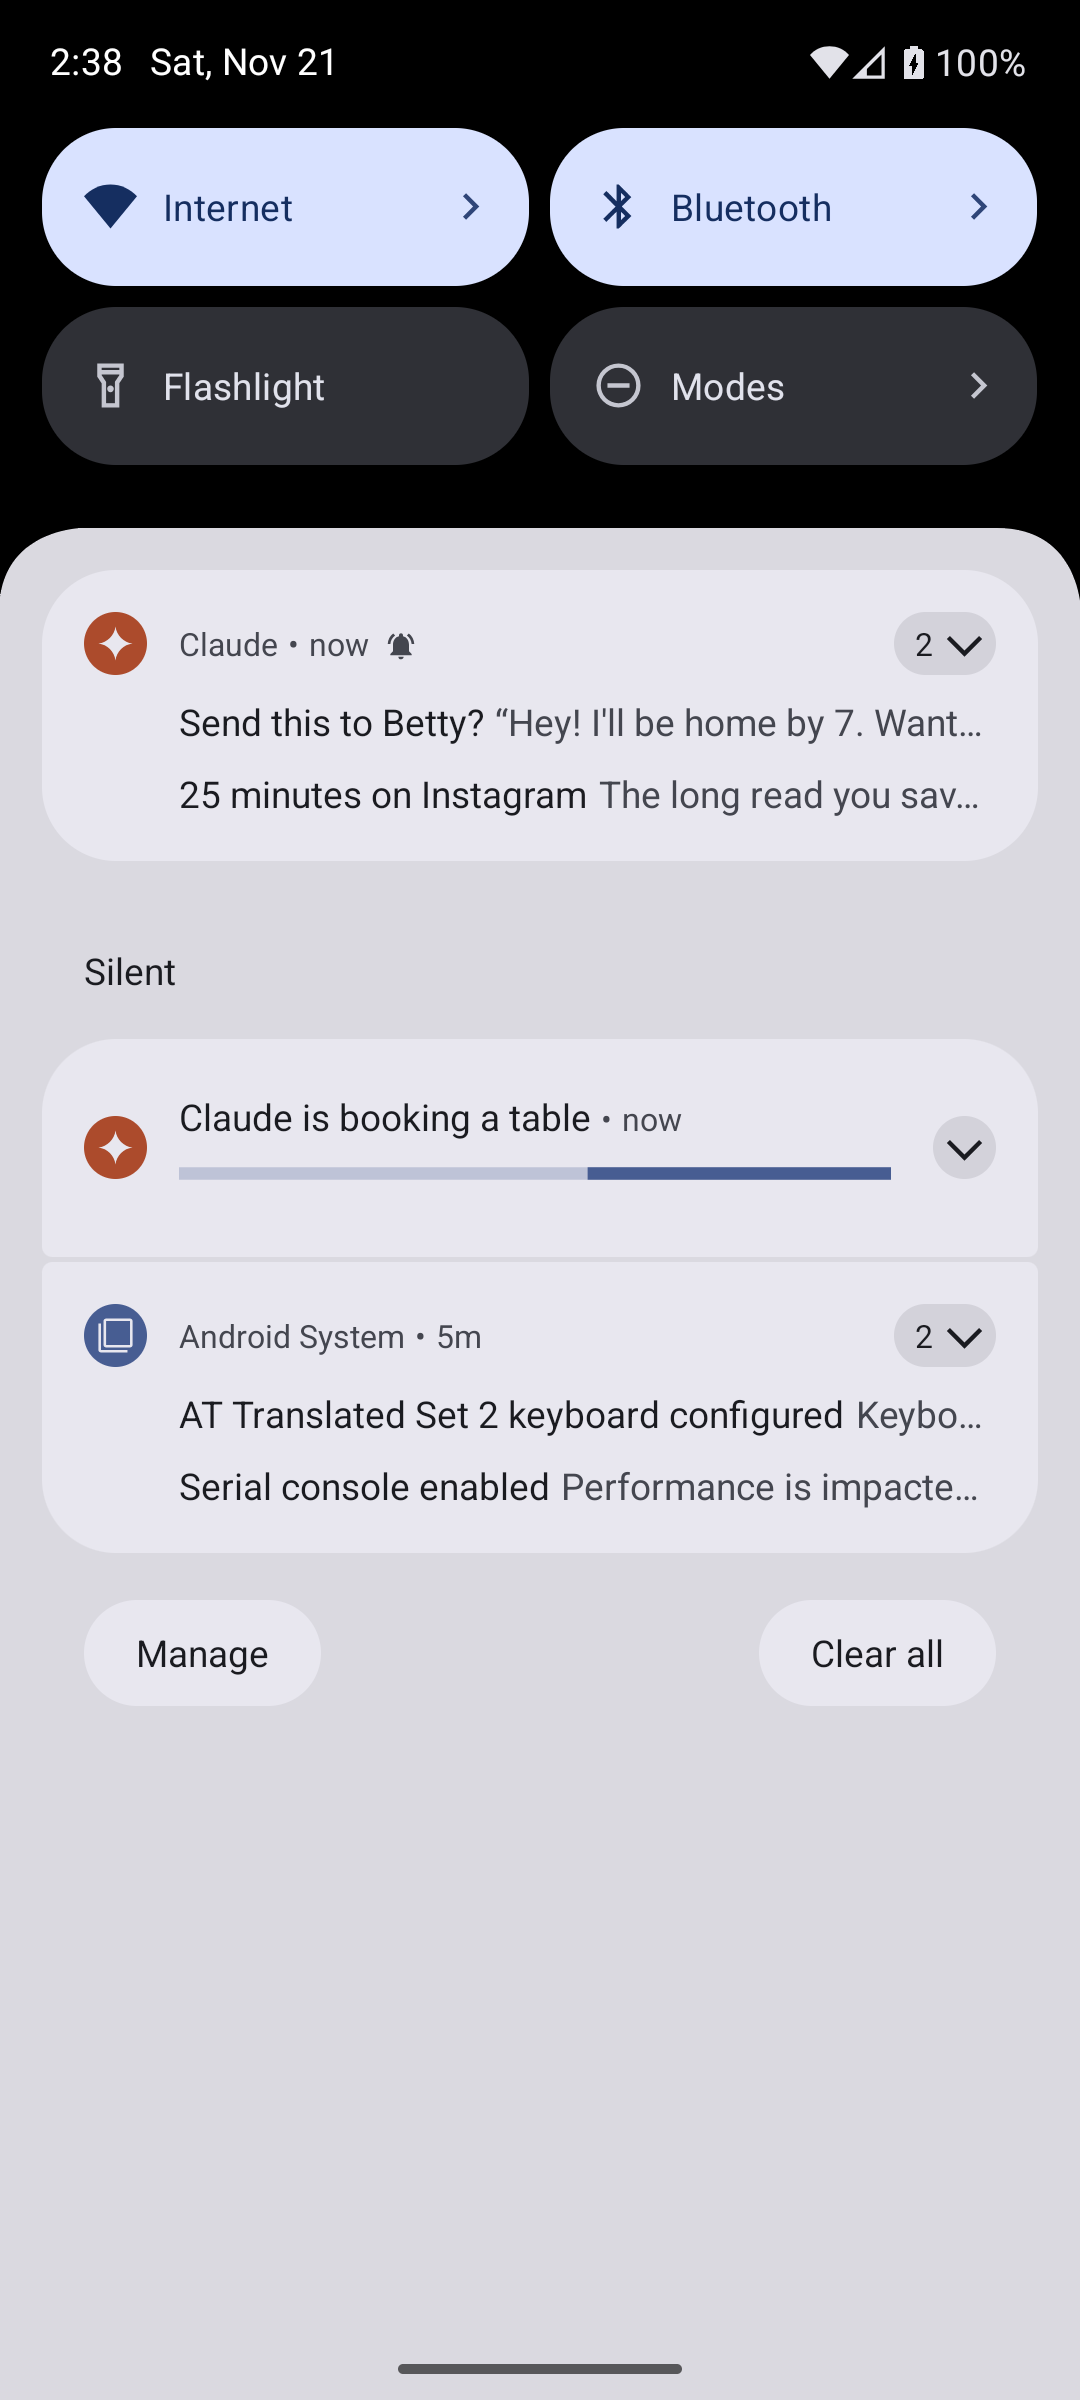 2:38 Sat, Nov 21 100%
Internet Bluetooth
Flashlight Modes
Claude • now 2
Send this to Betty? “Hey! I'll be home by 7. Want…
25 minutes on Instagram The long read you sav…
Silent
Claude is booking a table • now
Android System • 5m 2
AT Translated Set 2 keyboard configured Keybo…
Serial console enabled Performance is impacte…
Manage Clear all